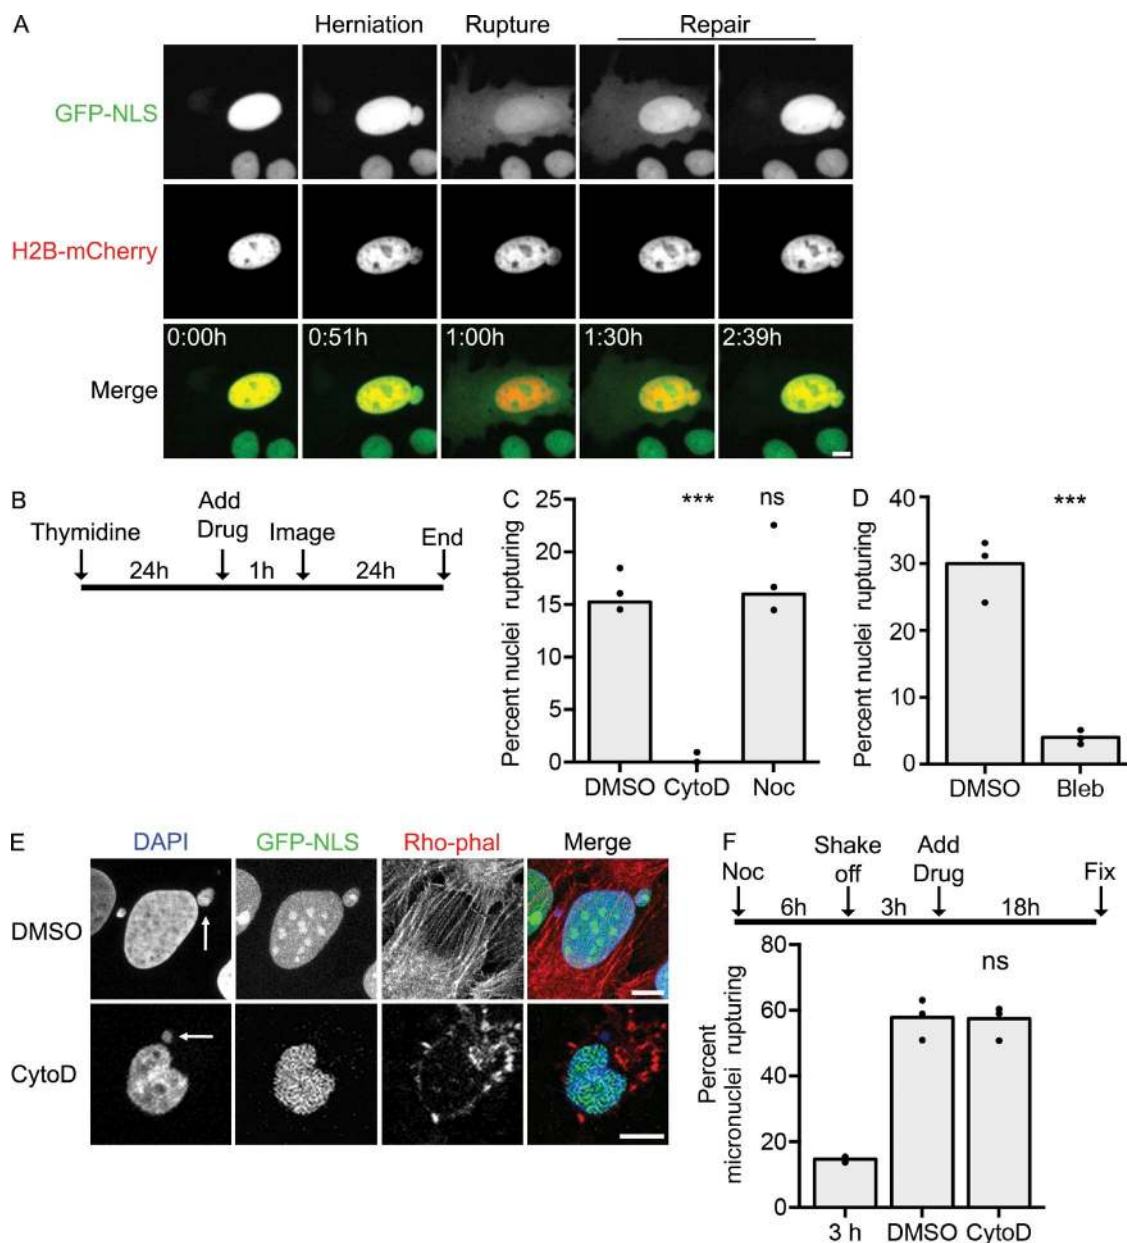 A
Herniation Rupture Repair
GFP-NLS
H2B-mCherry
Merge
0:00h 0:51h 1:00h 1:30h 2:39h
B
Thymidine Add Drug Image End
24h 1h 24h
C
Percent nuclei rupturing
25
20
15
10
5
0
*** ns
DMSO CytoD Noc
D
Percent nuclei rupturing
40
30
20
10
0
***
DMSO Bleb
E
DAPI GFP-NLS Rho-phal Merge
DMSO
CytoD
F
Noc Shake off Add Drug Fix
6h 3h 18h
Percent
micronuclei rupturing
80
60
40
20
0
ns
3 h DMSO CytoD